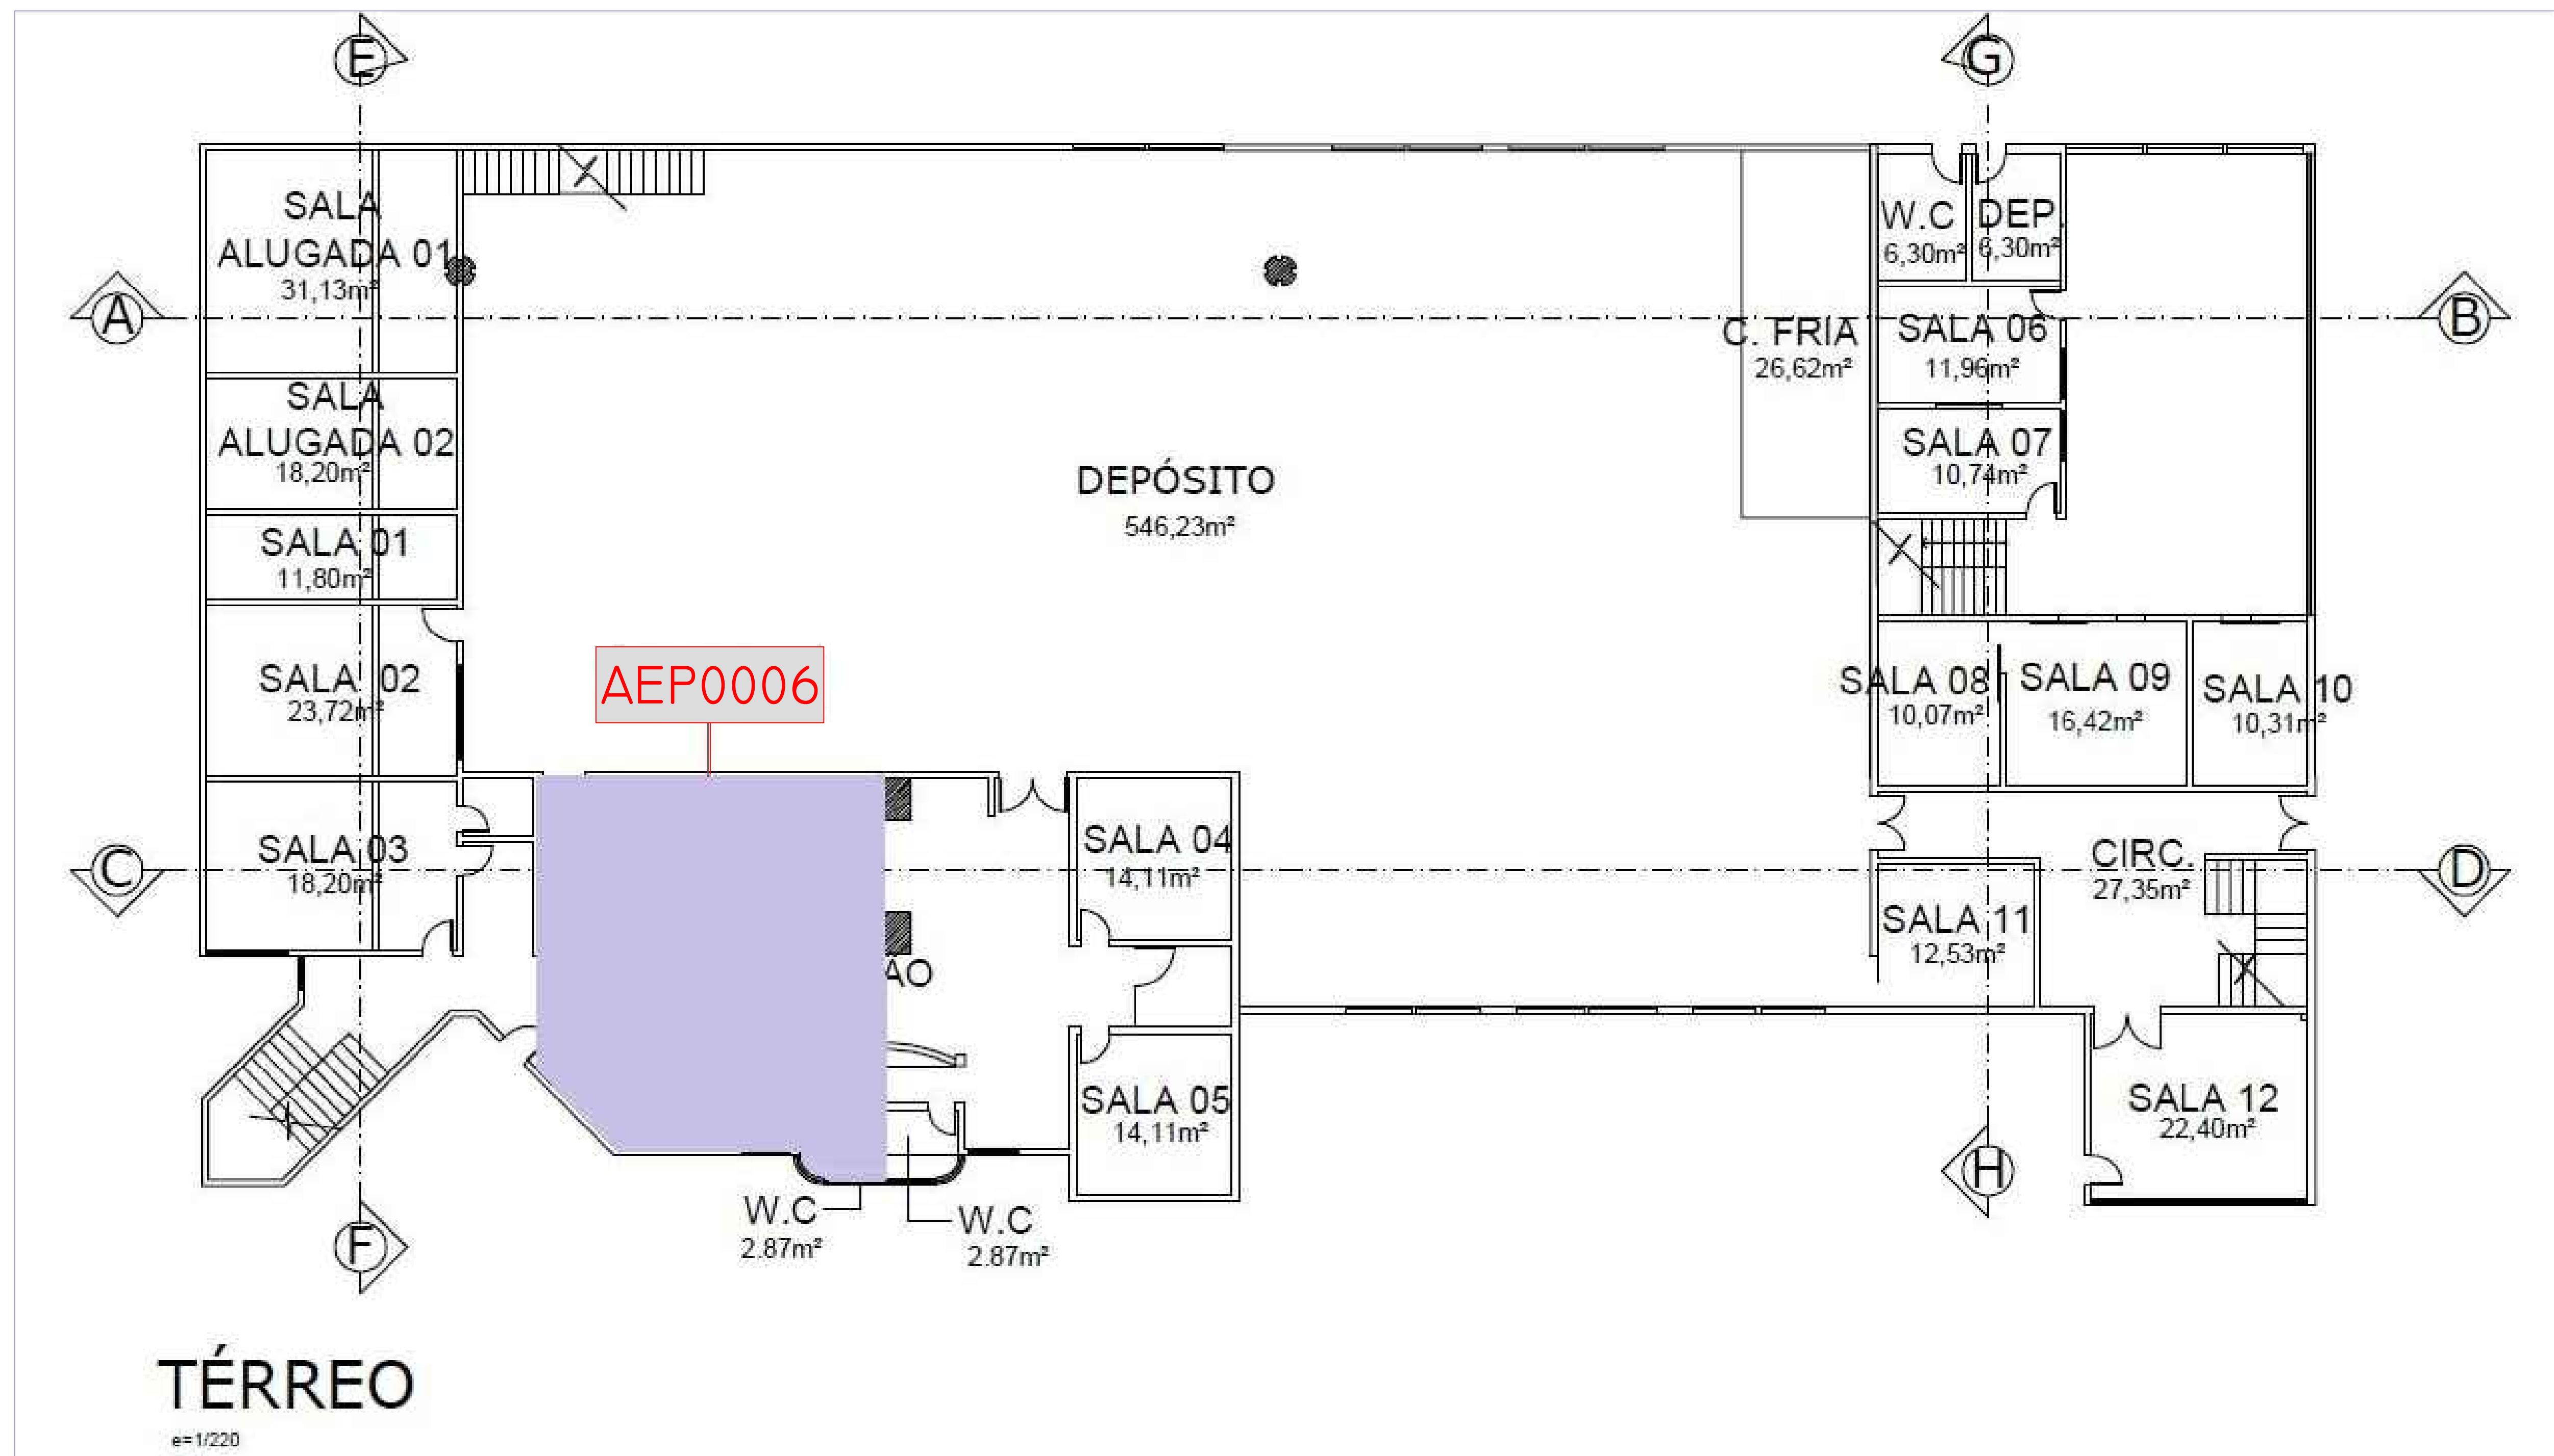 E
G
SALA
ALUGADA 01
31,13m²
W.C
6,30m²
DEP.
6,30m²
A
B
C. FRIA
26,62m²
SALA 06
11,96m²
SALA
ALUGADA 02
18,20m²
SALA 07
10,74m²
DEPÓSITO
546,23m²
SALA 01
11,80m²
SALA 02
23,72m²
AEP0006
SALA 08
10,07m²
SALA 09
16,42m²
SALA 10
10,31m²
SALA 03
18,20m²
C
D
SALA 04
14,11m²
CIRC.
27,35m²
SALA 11
12,53m²
ÃO
SALA 05
14,11m²
SALA 12
22,40m²
H
W.C
2.87m²
W.C
2.87m²
F
TÉRREO
e=1/220